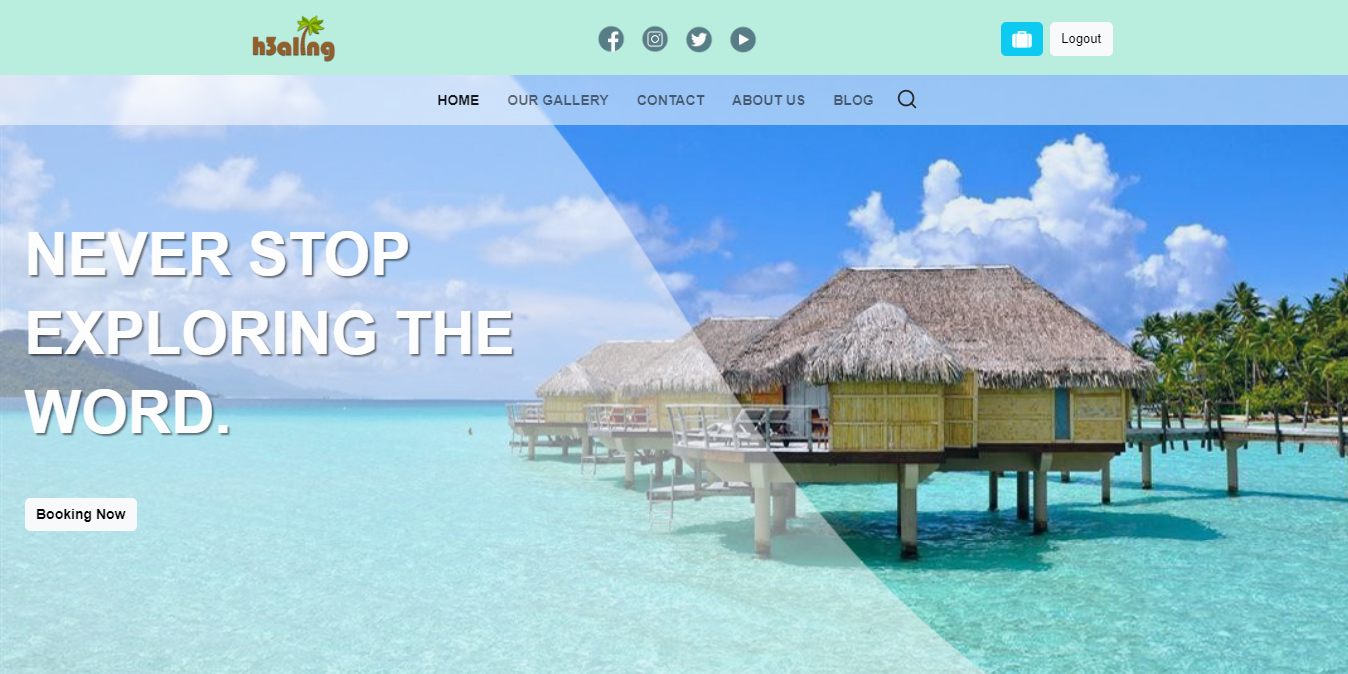 h3aling
Logout
HOME OUR GALLERY CONTACT ABOUT US BLOG
NEVER STOP
EXPLORING THE
WORD.
Booking Now